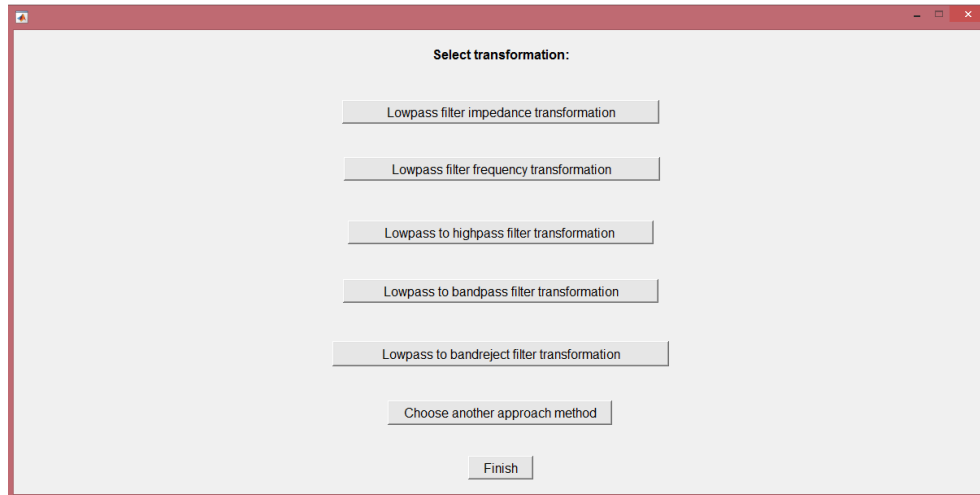 Select transformation:
Lowpass filter impedance transformation
Lowpass filter frequency transformation
Lowpass to highpass filter transformation
Lowpass to bandpass filter transformation
Lowpass to bandreject filter transformation
Choose another approach method
Finish